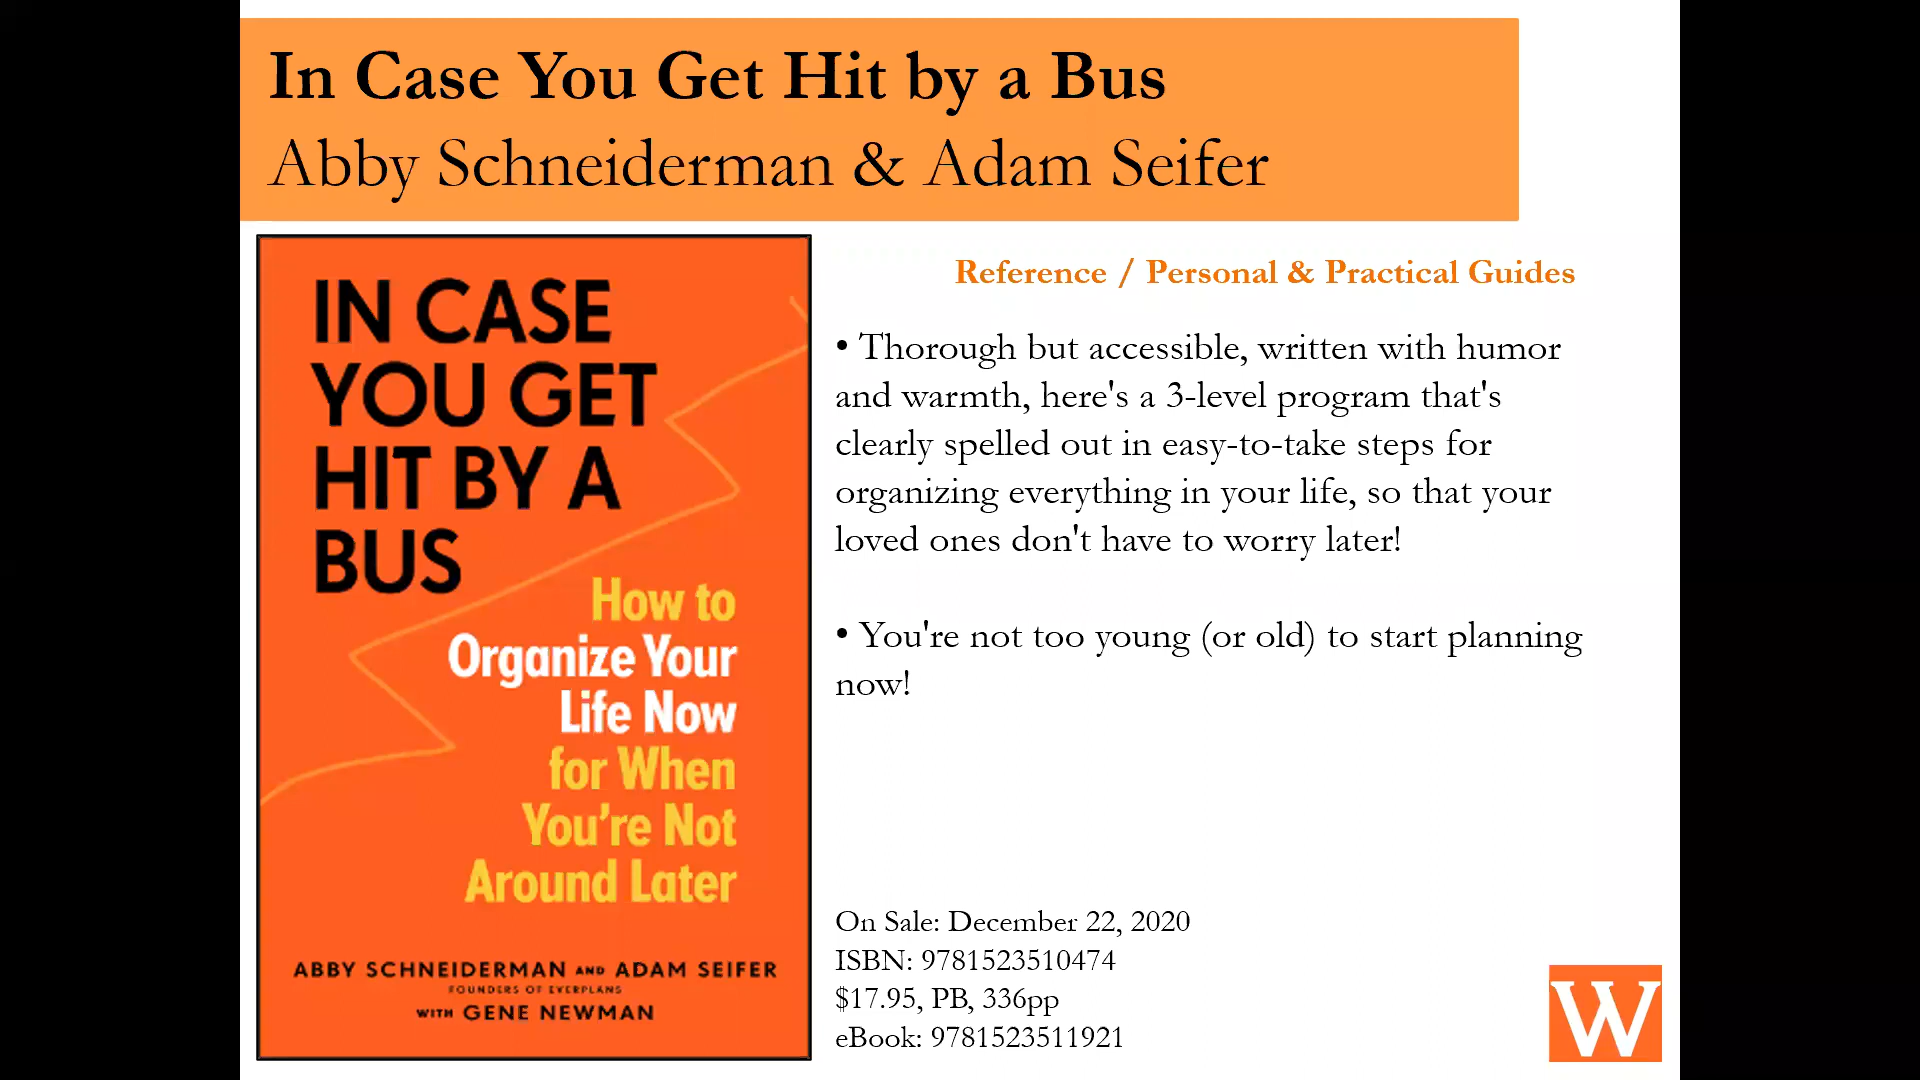 In Case You Get Hit by a Bus
Abby Schneiderman & Adam Seifer
IN CASE
YOU GET
HIT BY A
BUS
How to
Organize Your
Life Now
for When
You're Not
Around Later
ABBY SCHNEIDERMAN AND ADAM SEIFER
FOUNDERS OF EVERPLANS
WITH GENE NEWMAN
Reference / Personal & Practical Guides
• Thorough but accessible, written with humor
and warmth, here's a 3-level program that's
clearly spelled out in easy-to-take steps for
organizing everything in your life, so that your
loved ones don't have to worry later!
• You're not too young (or old) to start planning
now!
On Sale: December 22, 2020
ISBN: 9781523510474
$17.95, PB, 336pp
eBook: 9781523511921
W